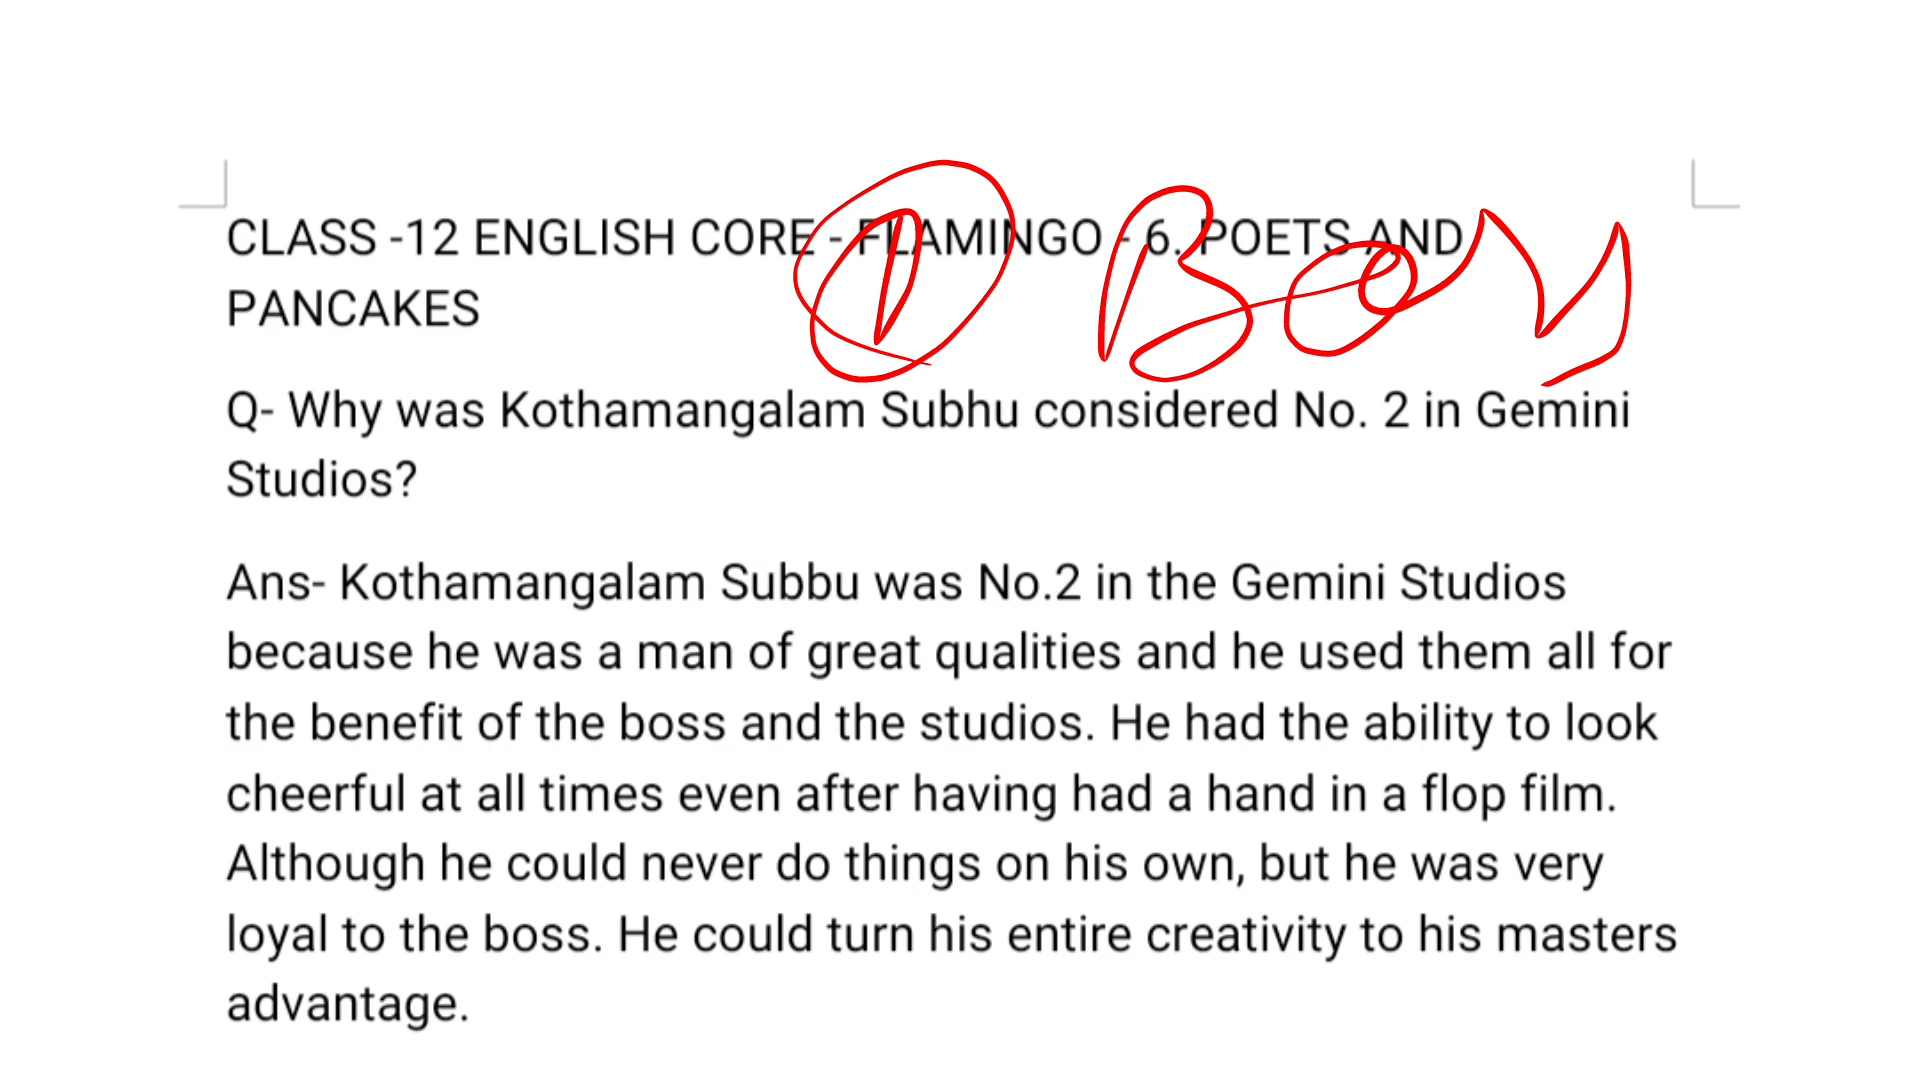 CLASS -12 ENGLISH CORE - FLAMINGO - 6. POETS AND
PANCAKES
① Boss
Q- Why was Kothamangalam Subhu considered No. 2 in Gemini
Studios?
Ans- Kothamangalam Subbu was No.2 in the Gemini Studios
because he was a man of great qualities and he used them all for
the benefit of the boss and the studios. He had the ability to look
cheerful at all times even after having had a hand in a flop film.
Although he could never do things on his own, but he was very
loyal to the boss. He could turn his entire creativity to his masters
advantage.